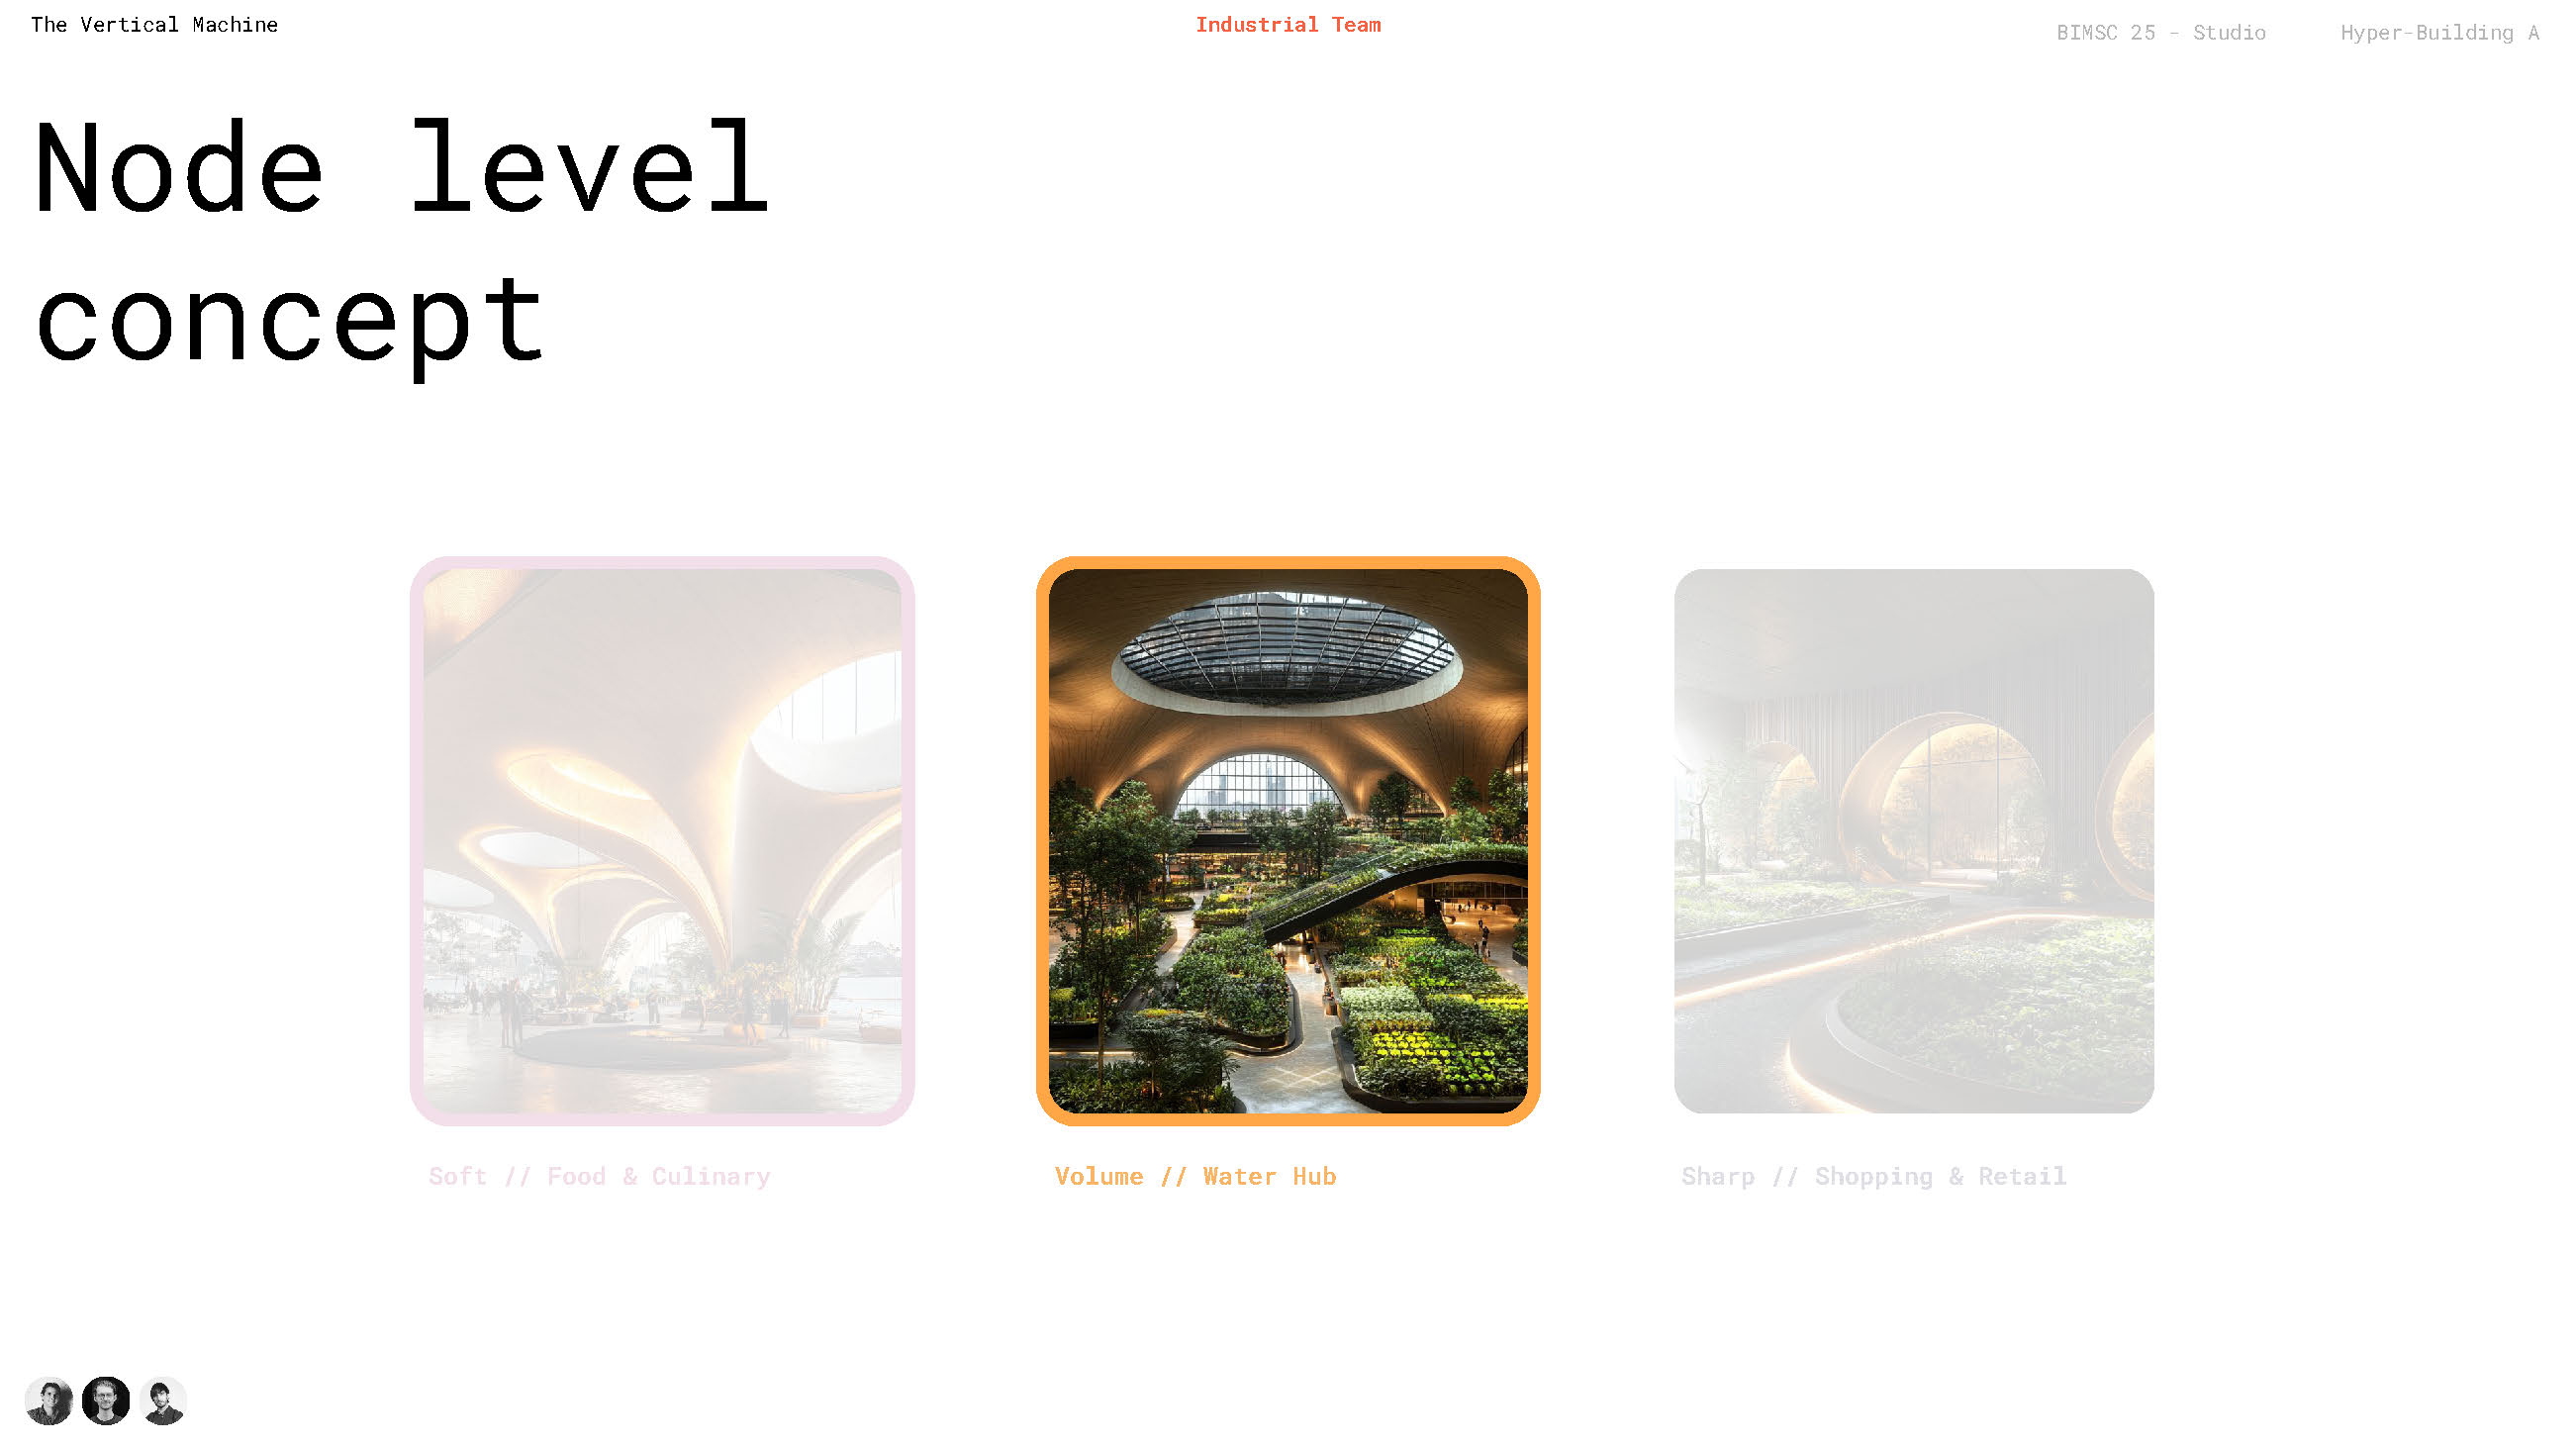 The Vertical Machine
Industrial Team
BIMSC 25 - Studio
Hyper-Building A
Node level
concept
Soft // Food & Culinary
Volume // Water Hub
Sharp // Shopping & Retail